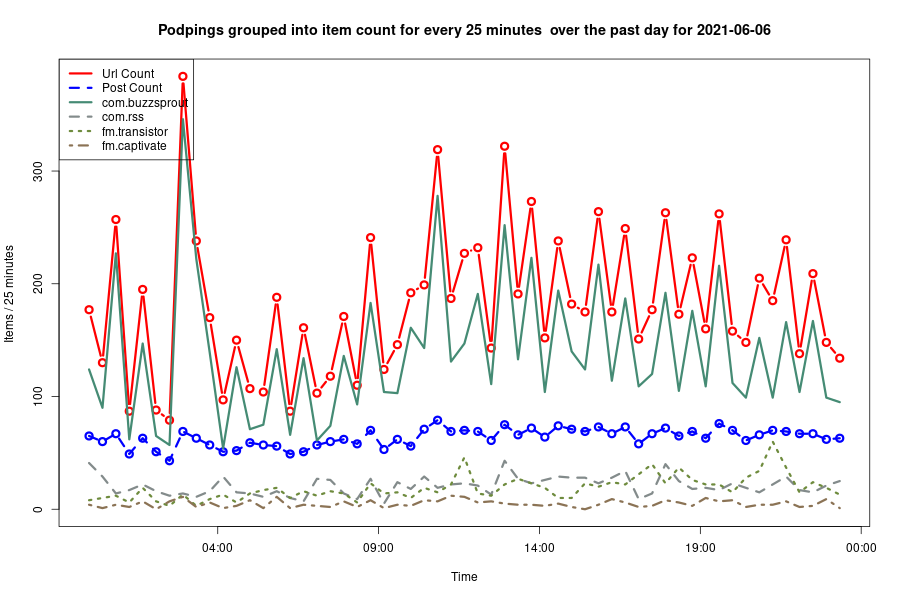 Podpings grouped into item count for every 25 minutes  over the past day for 2021-06-06
Url Count
Post Count
com.buzzsprout
com.rss
fm.transistor
fm.captivate
Items / 25 minutes
0
100
200
300
04:00
09:00
14:00
19:00
00:00
Time